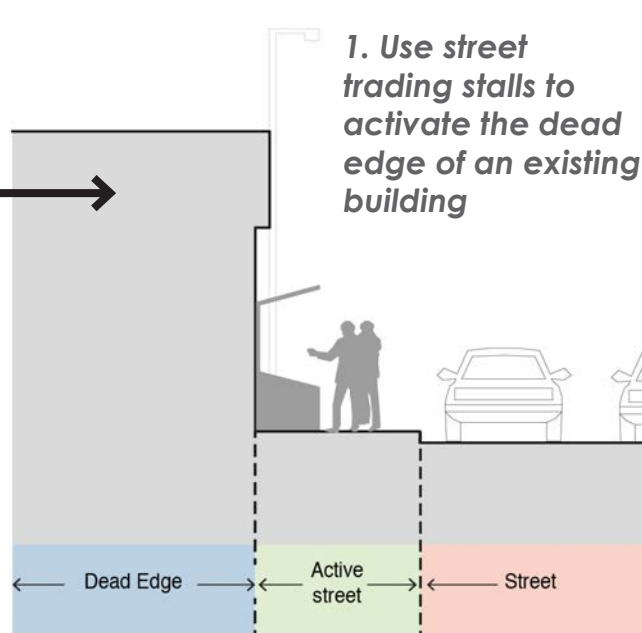 1. Use street
trading stalls to
activate the dead
edge of an existing
building
Dead Edge
Active
street
Street